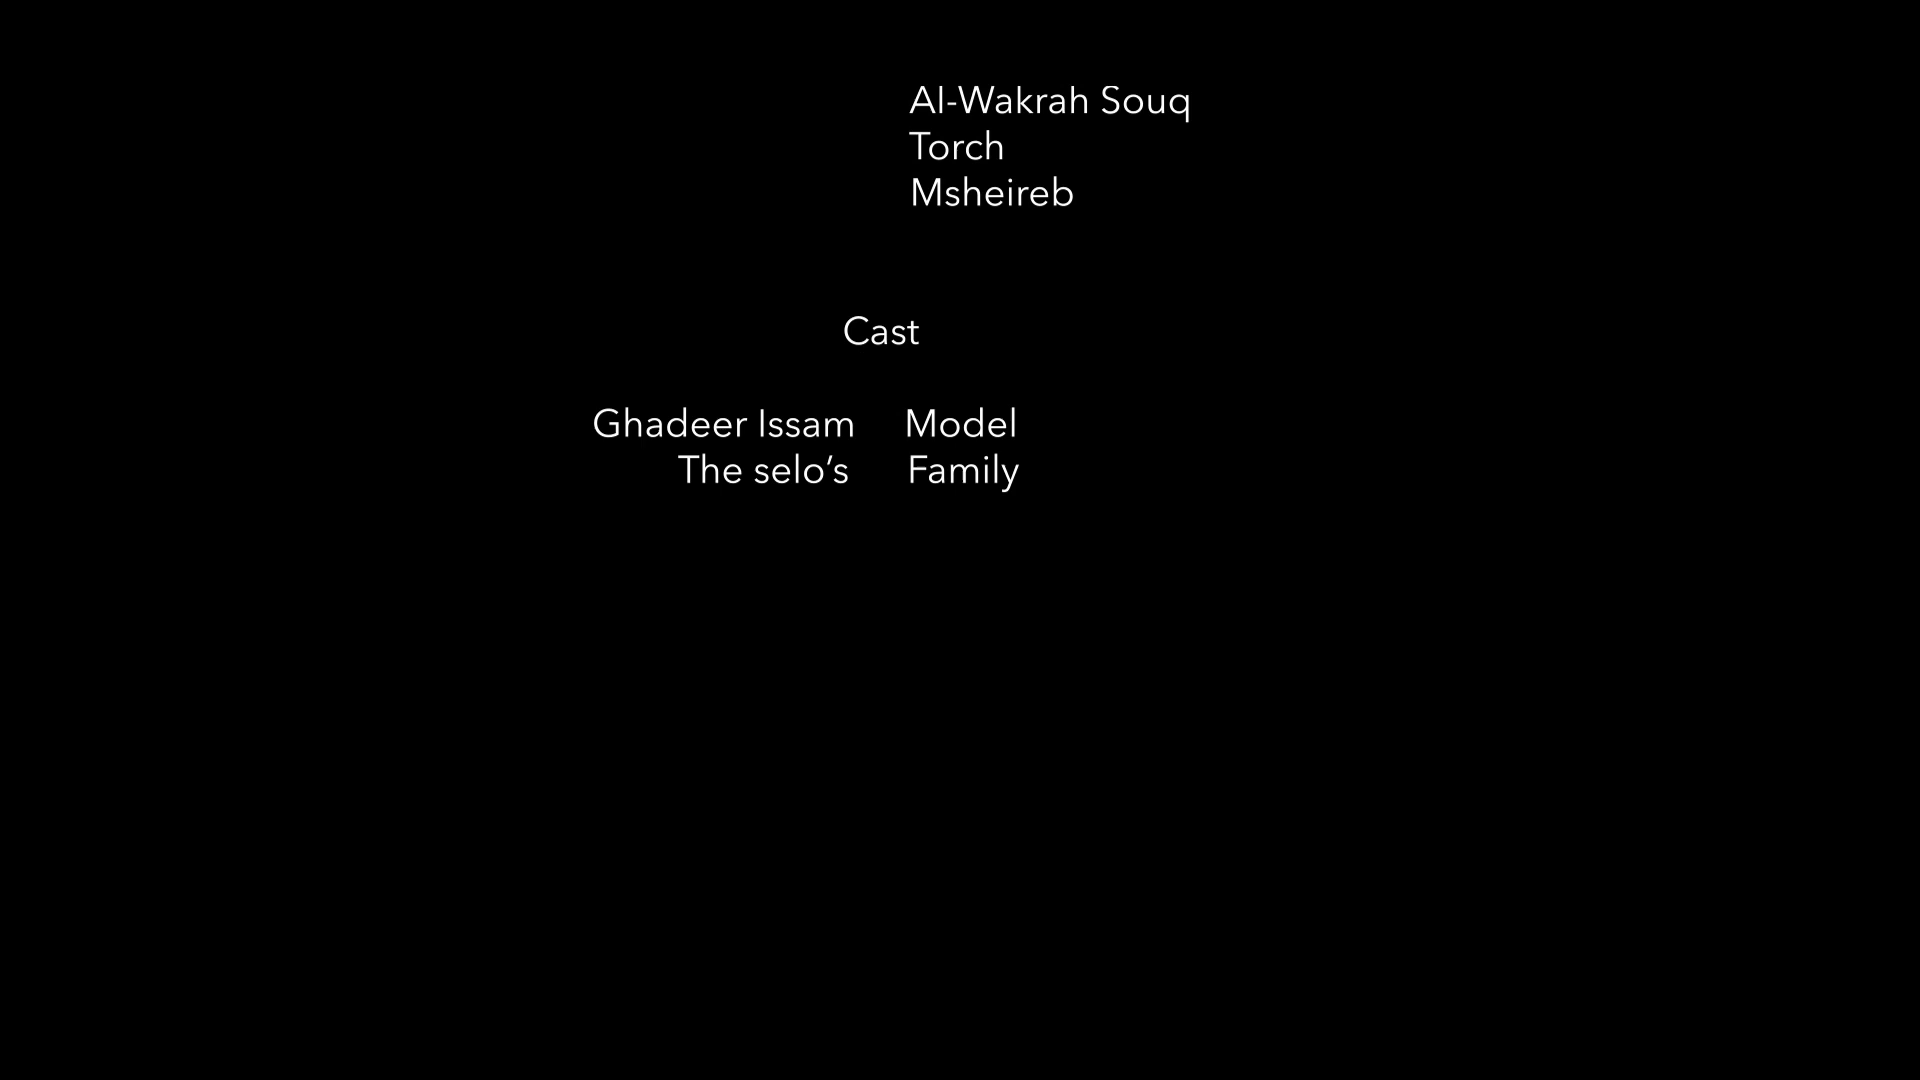 Al-Wakrah Souq
Torch
Msheireb
Cast
Ghadeer Issam Model
The selo’s Family